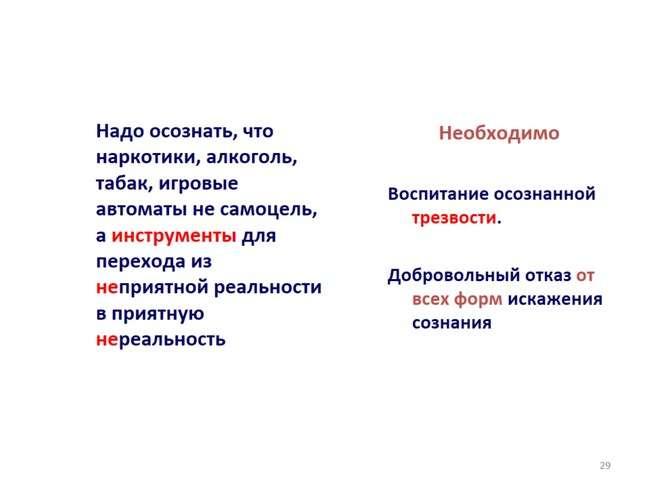 Надо осознать, что
наркотики, алкоголь,
табак, игровые
автоматы не самоцель,
а инструменты для
перехода из
неприятной реальности
в приятную
нереальность
Необходимо
Воспитание осознанной
трезвости.
Добровольный отказ от
всех форм искажения
сознания
29